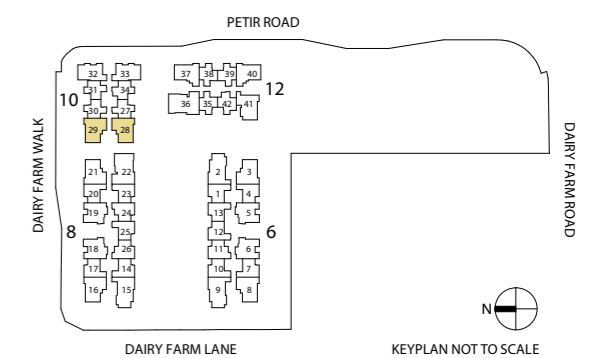 PETIR ROAD
32 33 37 38 39 40
10 31 34 12
30 27 36 35 42 41
29 28
DAIRY FARM WALK
DAIRY FARM ROAD
21 22 2 3
20 23 1 4
19 24 13 5
8 25 12 6
18 26 11 6
17 14 10 7
16 15 9 8
N
DAIRY FARM LANE KEYPLAN NOT TO SCALE